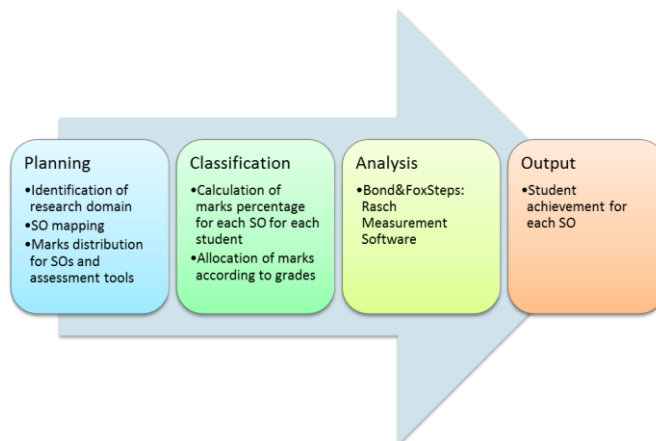 Planning
•Identification of
research domain
•SO mapping
•Marks distribution
for SOs and
assessment tools
Classification
•Calculation of
marks percentage
for each SO for each
student
•Allocation of marks
according to grades
Analysis
•Bond&FoxSteps:
Rasch
Measurement
Software
Output
•Student
achievement for
each SO